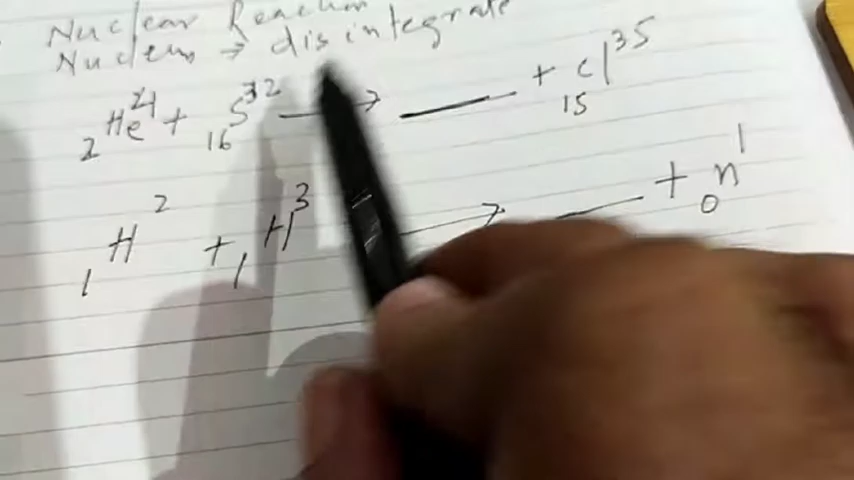 Nuclear Reaction
Nucleus → disintegrate
₂He⁴ + ₁₆S³² → ___ + ₁₅Cl³⁵
₁H² + ₁H³ → ___ + ₀n¹